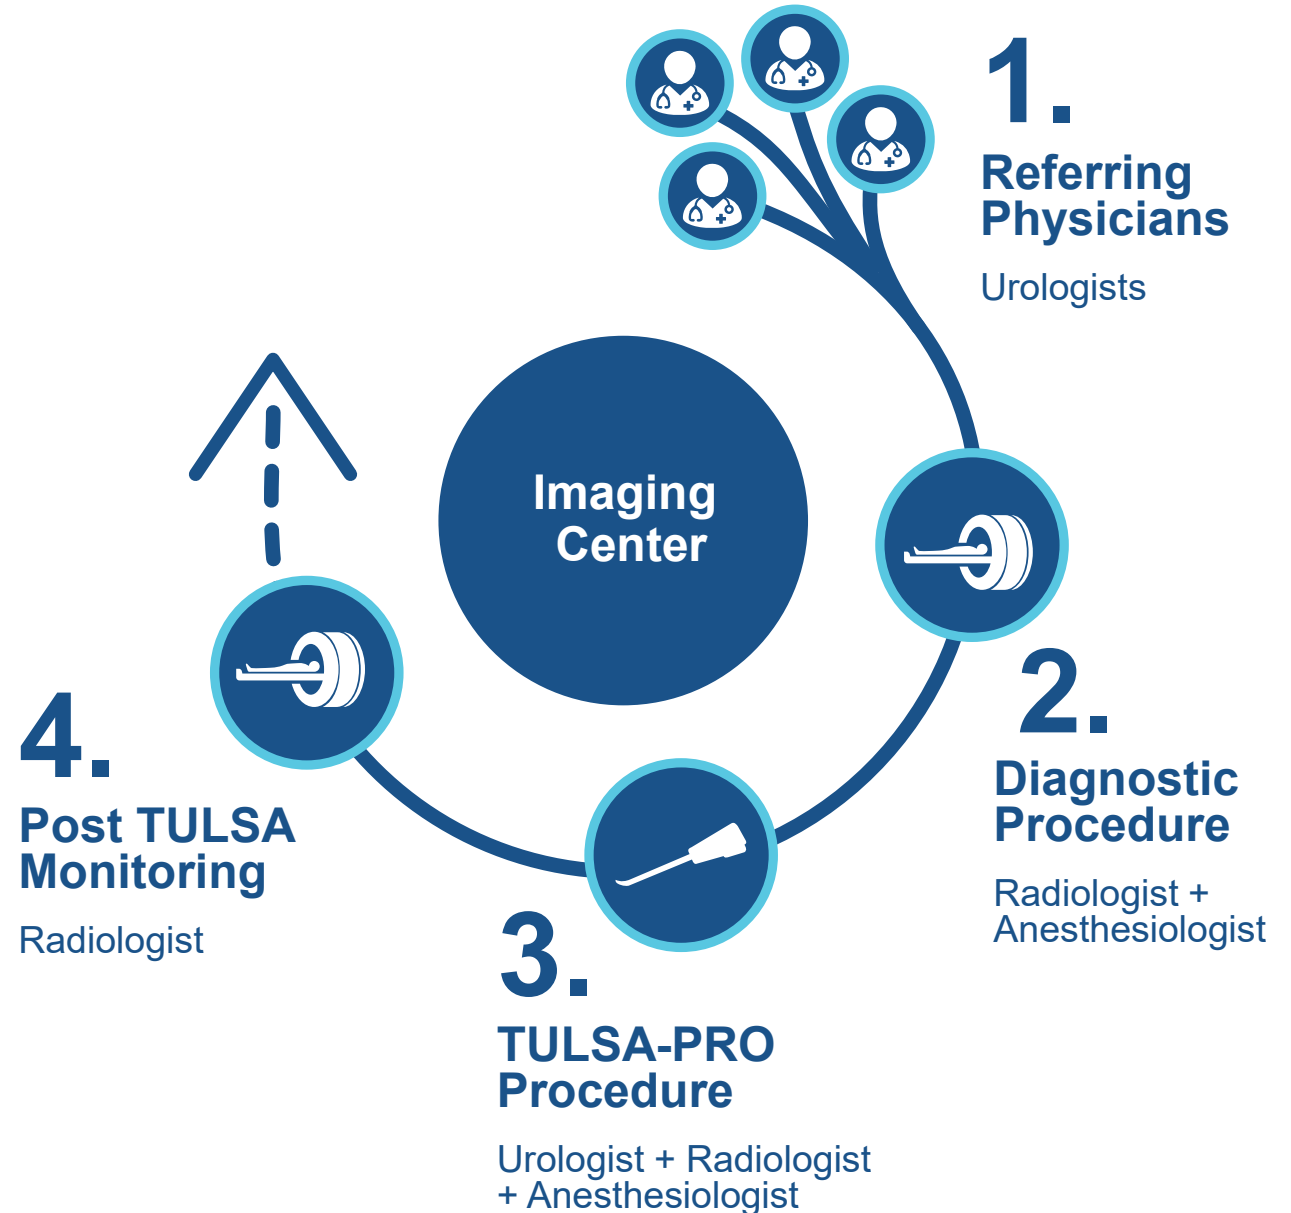 1.
Referring
Physicians
Urologists
Imaging
Center
2.
Diagnostic
Procedure
Radiologist +
Anesthesiologist
3.
TULSA-PRO
Procedure
Urologist + Radiologist
+ Anesthesiologist
4.
Post TULSA
Monitoring
Radiologist